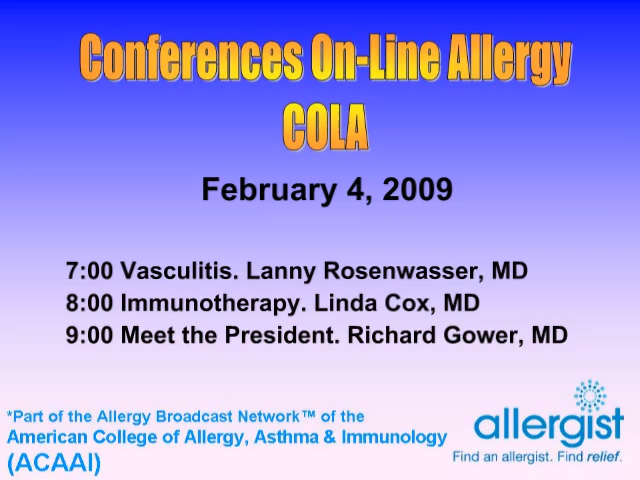 Conferences On-Line Allergy
COLA
February 4, 2009
7:00 Vasculitis. Lanny Rosenwasser, MD
8:00 Immunotherapy. Linda Cox, MD
9:00 Meet the President. Richard Gower, MD
*Part of the Allergy Broadcast Network™ of the
American College of Allergy, Asthma & Immunology
(ACAAI)
allergist
Find an allergist. Find relief.